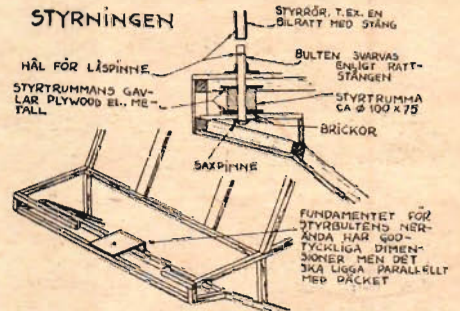 STYRNINGEN
STYRRÖR, T.EX. EN
BILRATT MED STÅNG
HÅL FÖR LÅSPINNE
BULTEN SVARVAS
ENLIGT RATT-
STÅNGEN
STYRTRUMMANS GAV-
LAR PLYWOOD EL., ME-
TALL
STYRTRUMMA
CA Ø 100 x 75
BRICKOR
SAXPINNE
FUNDAMENTET FÖR
STYRBULTENS NER-
ÄNDA HAR GOD-
TYCKLIGA DIMEN-
SIONER MEN DET
SKA LIGGA PARALLELLT
MED DÄCKET